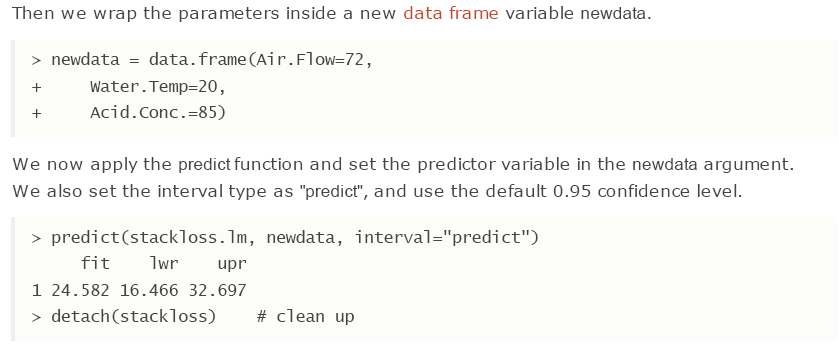 Then we wrap the parameters inside a new data frame variable newdata.
> newdata = data.frame(Air.Flow=72,
+     Water.Temp=20,
+     Acid.Conc.=85)
We now apply the predict function and set the predictor variable in the newdata argument.
We also set the interval type as "predict", and use the default 0.95 confidence level.
> predict(stackloss.lm, newdata, interval="predict")
     fit    lwr    upr
1 24.582 16.466 32.697
> detach(stackloss)    # clean up